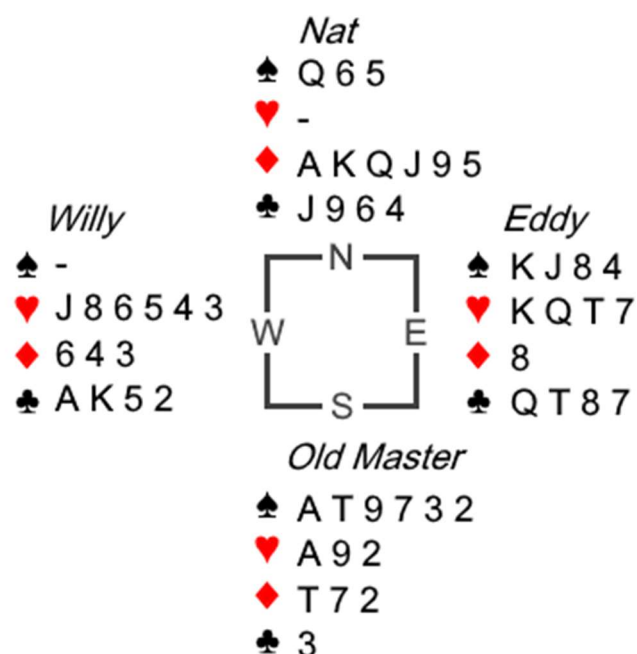 Nat
♠ Q 6 5
♥ -
♦ A K Q J 9 5
♣ J 9 6 4
Willy
♠ -
♥ J 8 6 5 4 3
♦ 6 4 3
♣ A K 5 2
N
W E
S
Eddy
♠ K J 8 4
♥ K Q T 7
♦ 8
♣ Q T 8 7
Old Master
♠ A T 9 7 3 2
♥ A 9 2
♦ T 7 2
♣ 3